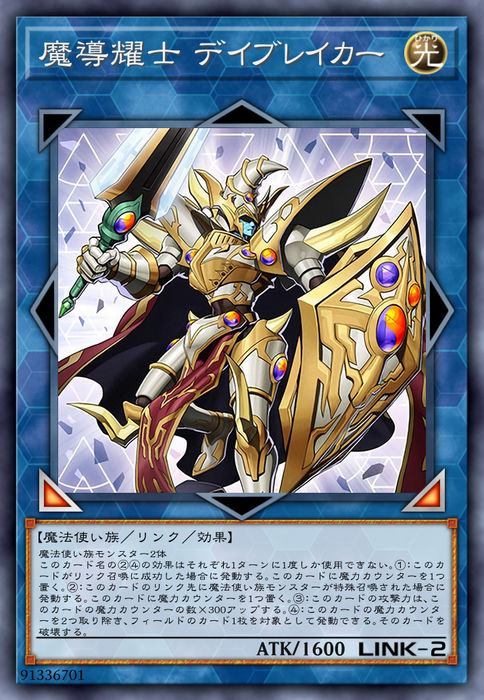 魔導耀士 デイブレイカー
ひかり
光
【魔法使い族／リンク／効果】
魔法使い族モンスター2体
このカード名の②④の効果はそれぞれ1ターンに1度しか使用できない。①：このカ
ードがリンク召喚に成功した場合に発動する。このカードに魔力カウンターを1つ
置く。②：このカードのリンク先に魔法使い族モンスターが特殊召喚された場合に
発動する。このカードに魔力カウンターを1つ置く。③：このカードの攻撃力は、こ
のカードの魔力カウンターの数×300アップする。④：このカードの魔力カウンタ
ーを2つ取り除き、フィールドのカード1枚を対象として発動できる。そのカードを
破壊する。
ATK/1600 LINK-2
91336701